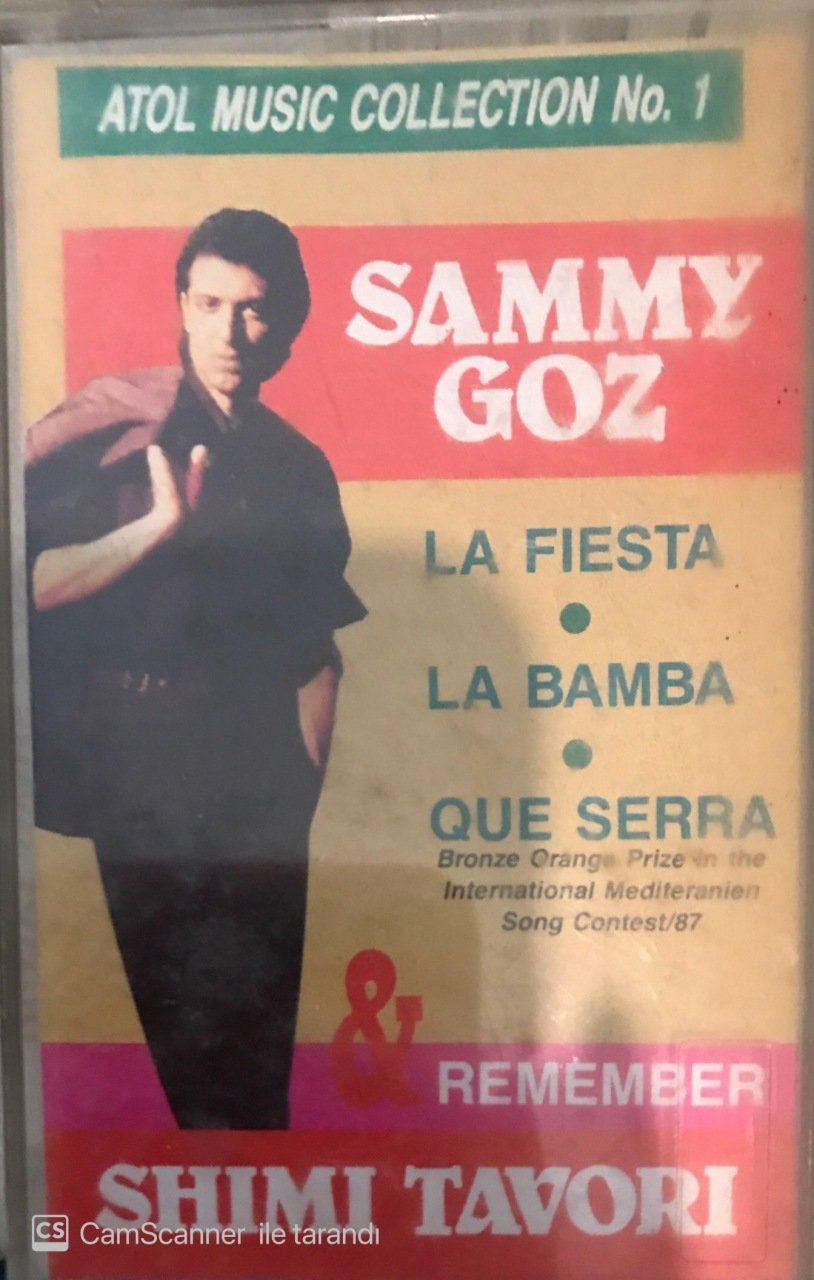 ATOL MUSIC COLLECTION No. 1
SAMMY
GOZ
LA FIESTA
LA BAMBA
QUE SERRA
Bronze Orange Prize in the
International Mediteranien
Song Contest/87
& REMEMBER
SHIMI TAVORI
CS CamScanner ile tarandı